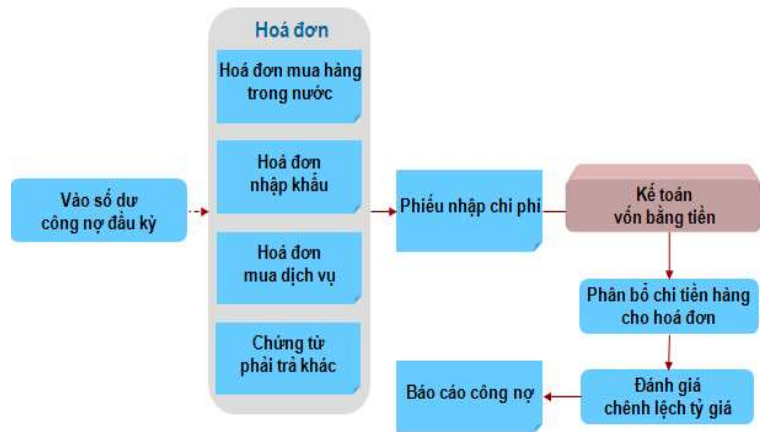 Hoá đơn
Hoá đơn mua hàng
trong nước
Hoá đơn
nhập khẩu
Hoá đơn
mua dịch vụ
Chứng từ
phải trả khác
Vào số dư
công nợ đầu kỳ
Phiếu nhập chi phí
Kế toán
vốn bằng tiền
Phân bổ chi tiền hàng
cho hoá đơn
Đánh giá
chênh lệch tỷ giá
Báo cáo công nợ